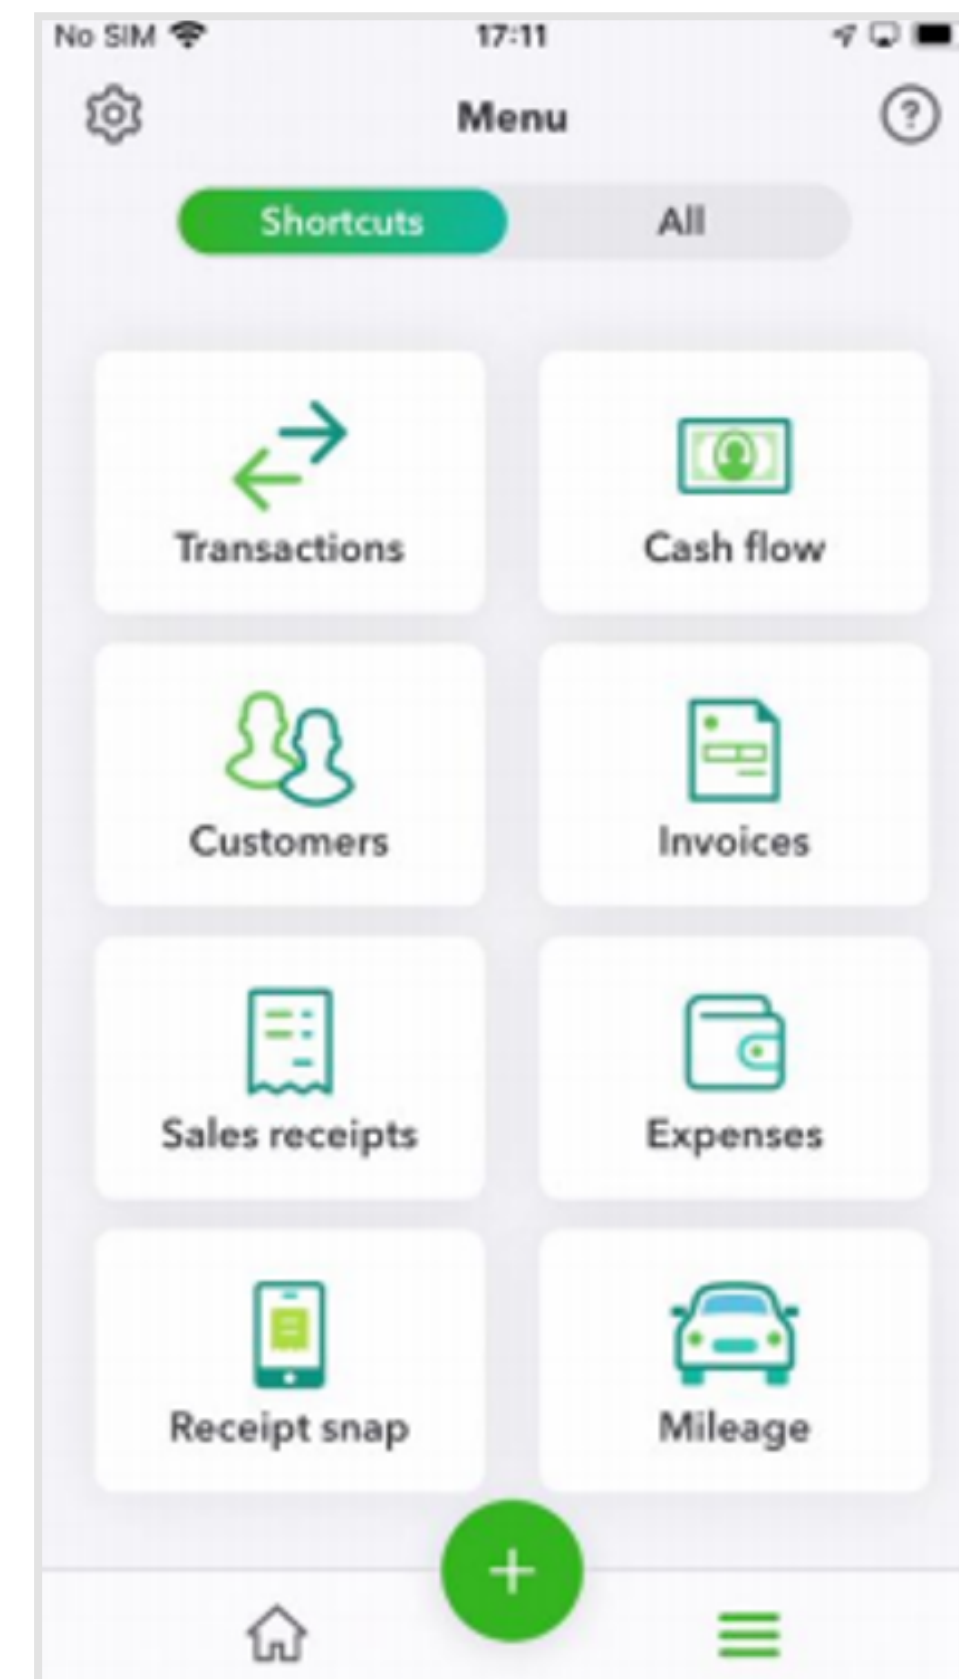 No SIM 17:11
Menu
Shortcuts All
Transactions Cash flow
Customers Invoices
Sales receipts Expenses
Receipt snap Mileage